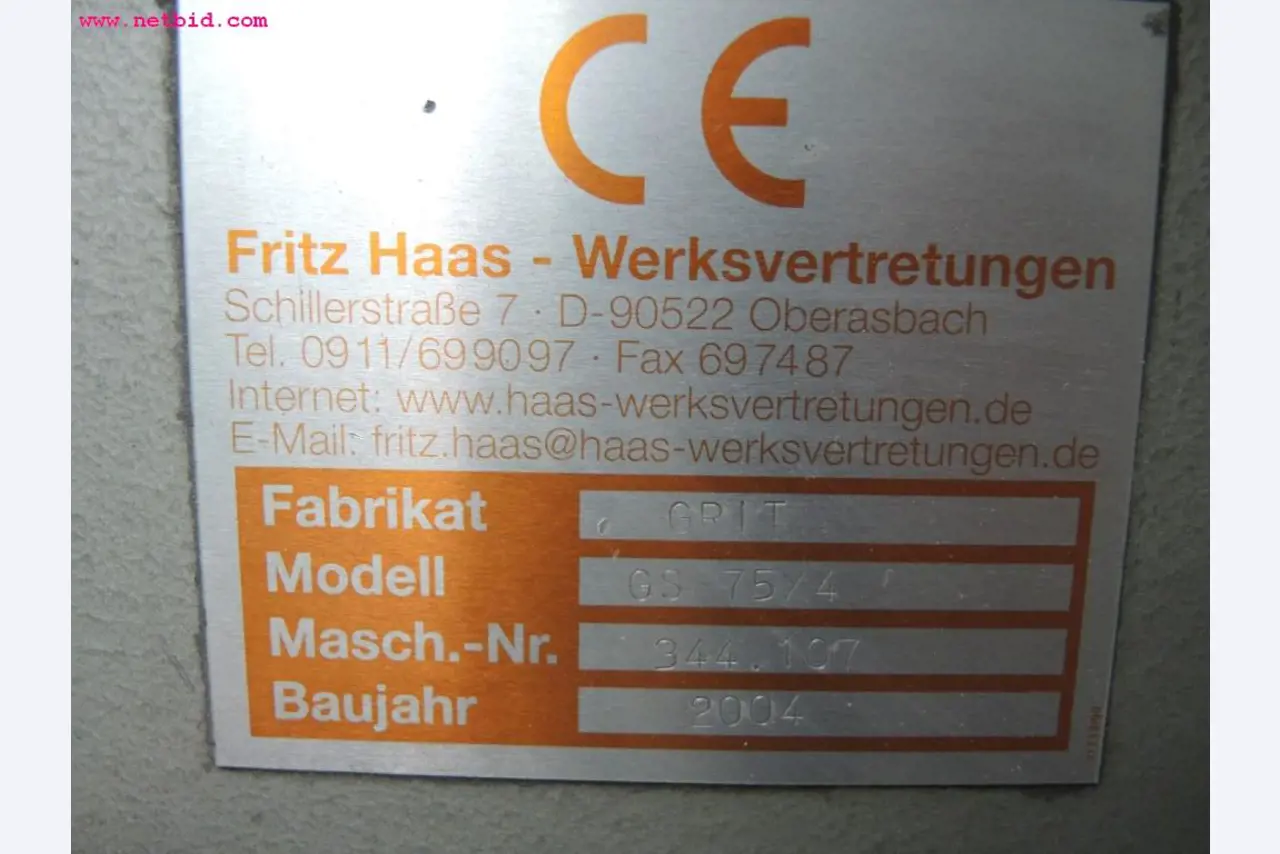 www.netbid.com
CE
Fritz Haas - Werksvertretungen
Schillerstraße 7 · D-90522 Oberasbach
Tel. 0911/699097 · Fax 697487
Internet: www.haas-werksvertretungen.de
E-Mail: fritz.haas@haas-werksvertretungen.de
Fabrikat GRIT
Modell GS 75/4
Masch.-Nr. 344.107
Baujahr 2004